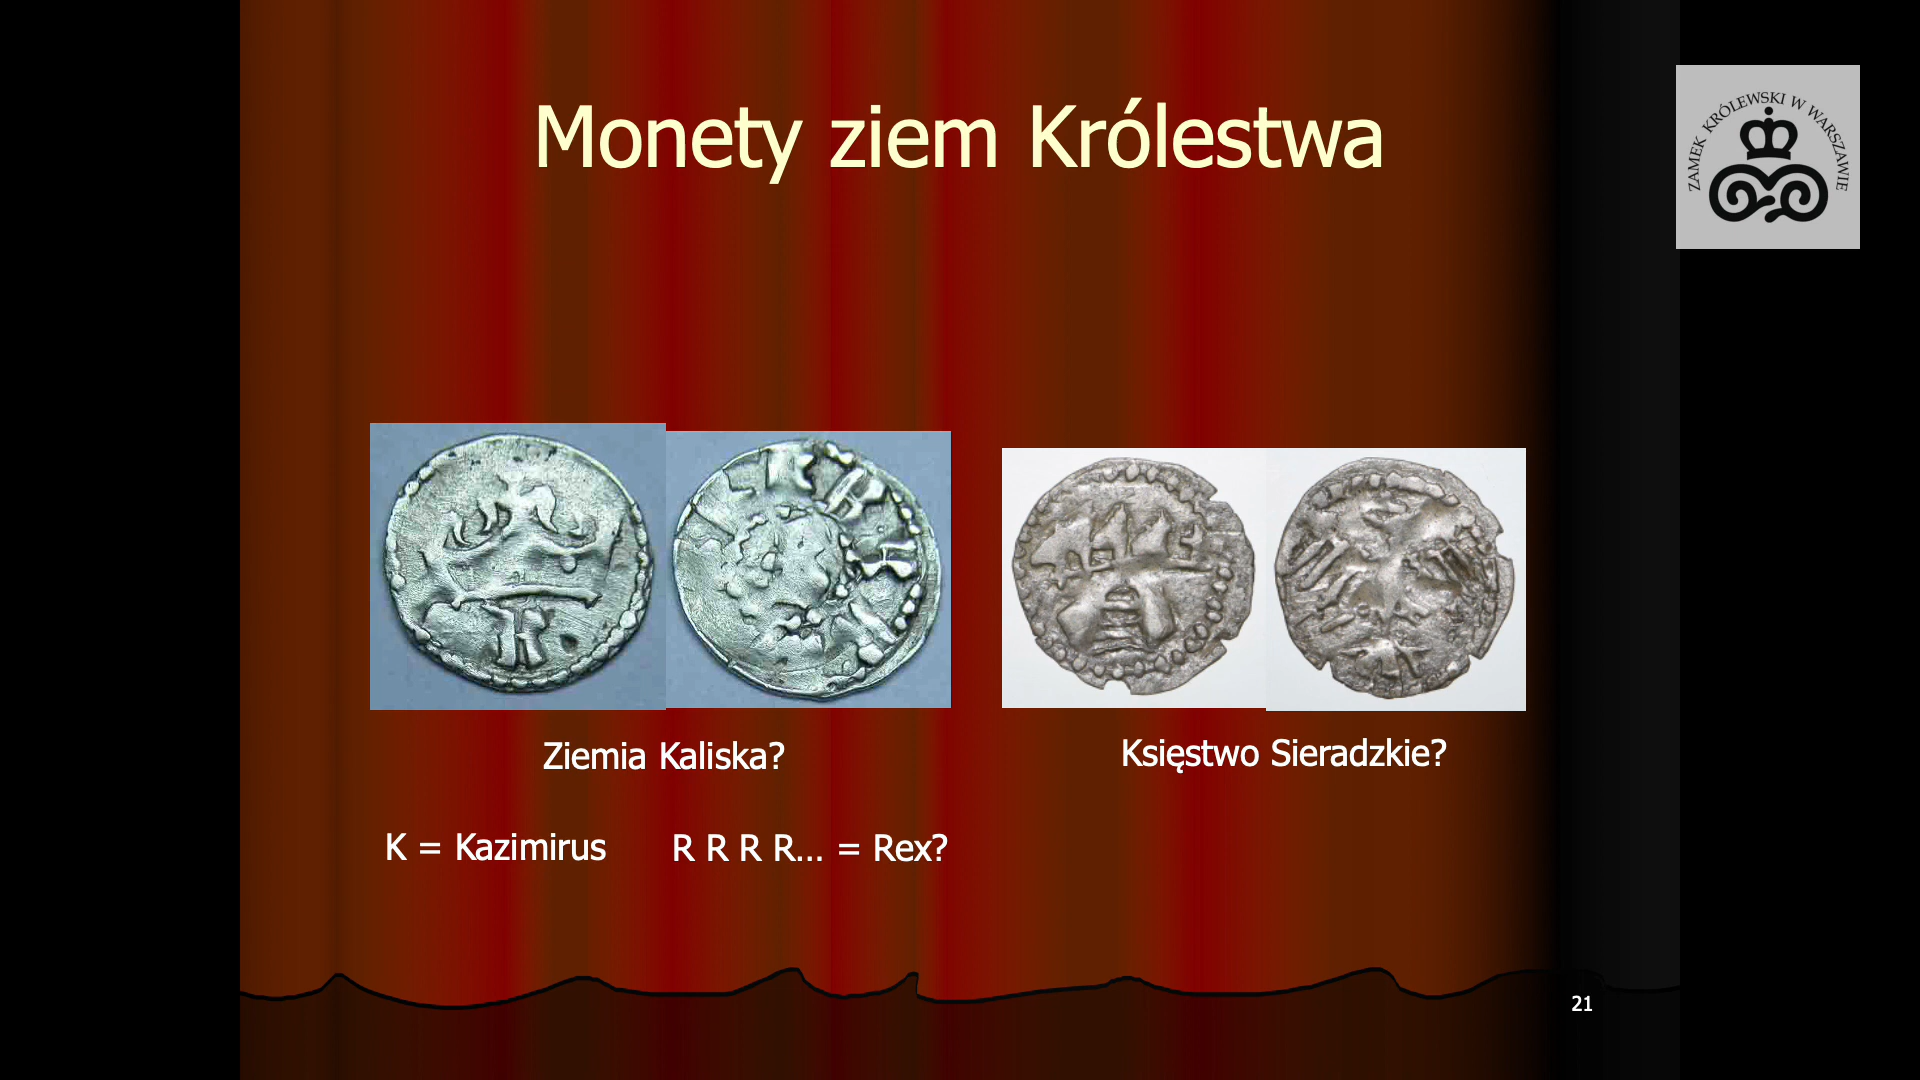 Monety ziem Królestwa
ZAMEK KRÓLEWSKI W WARSZAWIE
Ziemia Kaliska?
Księstwo Sieradzkie?
K = Kazimirus
R R R R... = Rex?
21